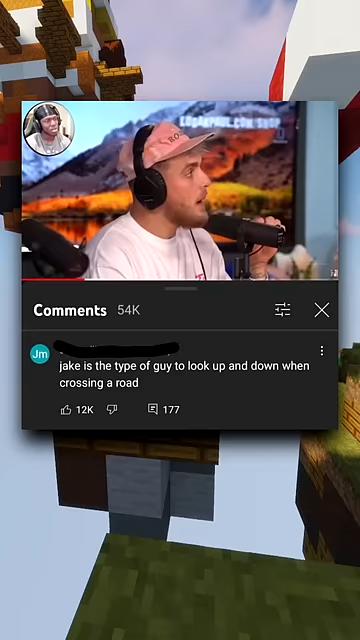 LOGANPAUL.COM/SHOP
Comments 54K
Jm
jake is the type of guy to look up and down when
crossing a road
12K 177